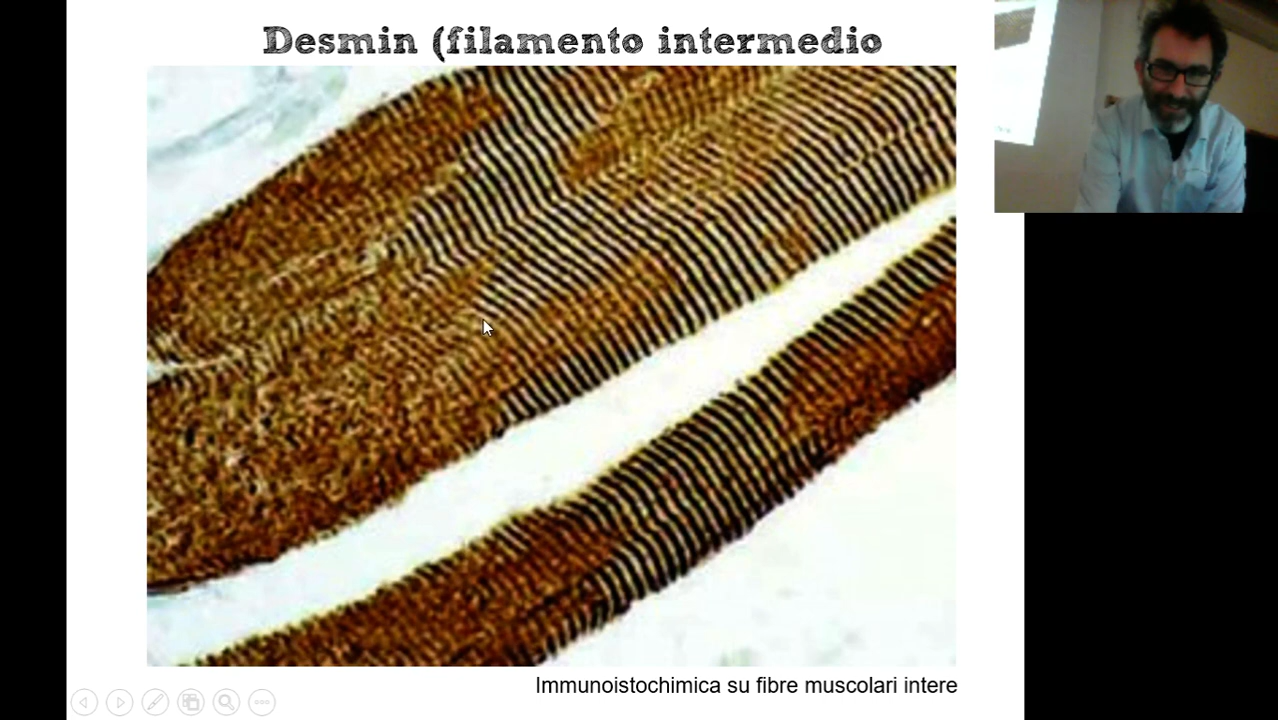 Desmin (filamento intermedio
Immunoistochimica su fibre muscolari intere